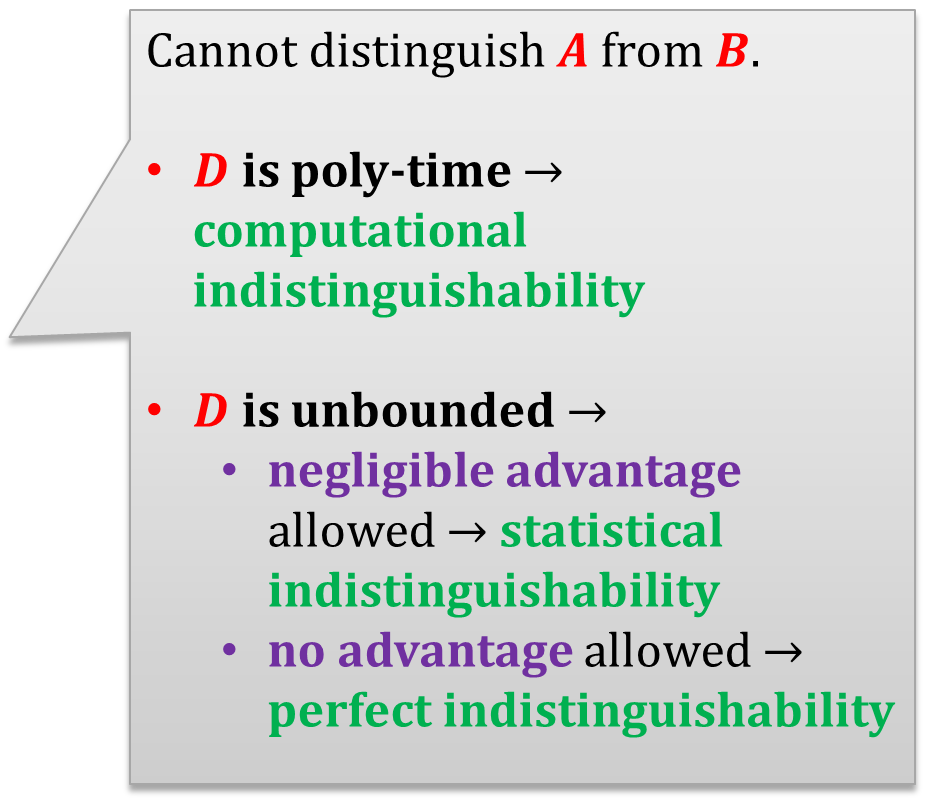 Cannot distinguish A from B.
• D is poly-time →
computational
indistinguishability
• D is unbounded →
• negligible advantage
allowed → statistical
indistinguishability
• no advantage allowed →
perfect indistinguishability